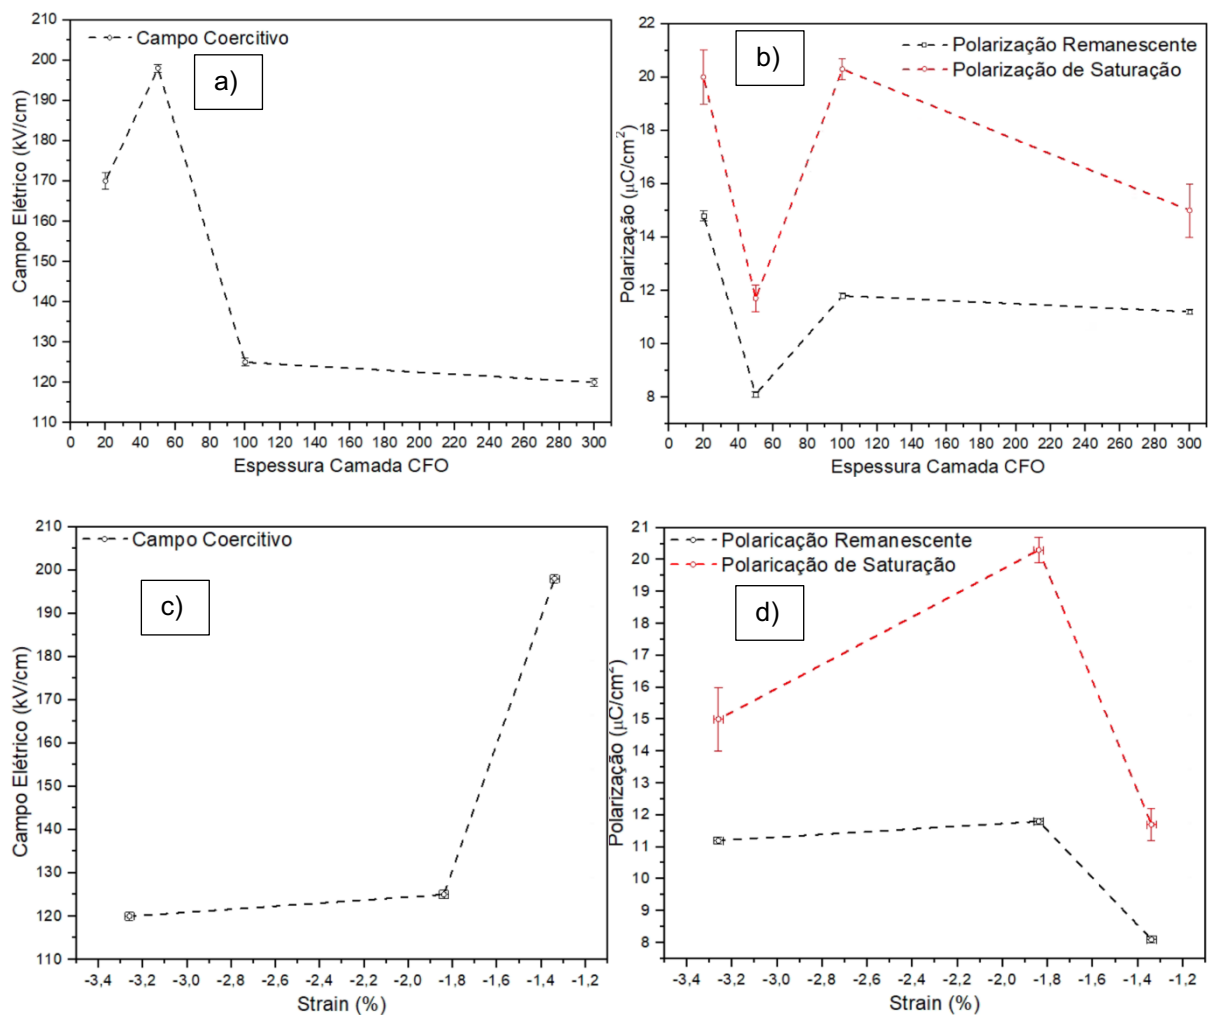 210
200
190
180
170
160
150
140
130
120
110
Campo Elétrico (kV/cm)
Campo Coercitivo
a)
0 20 40 60 80 100 120 140 160 180 200 220 240 260 280 300
Espessura Camada CFO
22
20
18
16
14
12
10
8
Polarização (μC/cm²)
b)
Polarização Remanescente
Polarização de Saturação
0 20 40 60 80 100 120 140 160 180 200 220 240 260 280 300
Espessura Camada CFO
210
200
190
180
170
160
150
140
130
120
110
Campo Elétrico (kV/cm)
Campo Coercitivo
c)
-3,4 -3,2 -3,0 -2,8 -2,6 -2,4 -2,2 -2,0 -1,8 -1,6 -1,4 -1,2
Strain (%)
21
20
19
18
17
16
15
14
13
12
11
10
9
8
Polarização (μC/cm²)
Polaricação Remanescente
Polaricação de Saturação
d)
-3,4 -3,2 -3,0 -2,8 -2,6 -2,4 -2,2 -2,0 -1,8 -1,6 -1,4 -1,2
Strain (%)